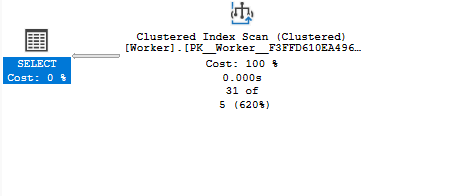 Clustered Index Scan (Clustered)
[Worker].[PK__Worker__F3FFD610EA496…
SELECT
Cost: 0 %
Cost: 100 %
0.000s
31 of
5 (620%)